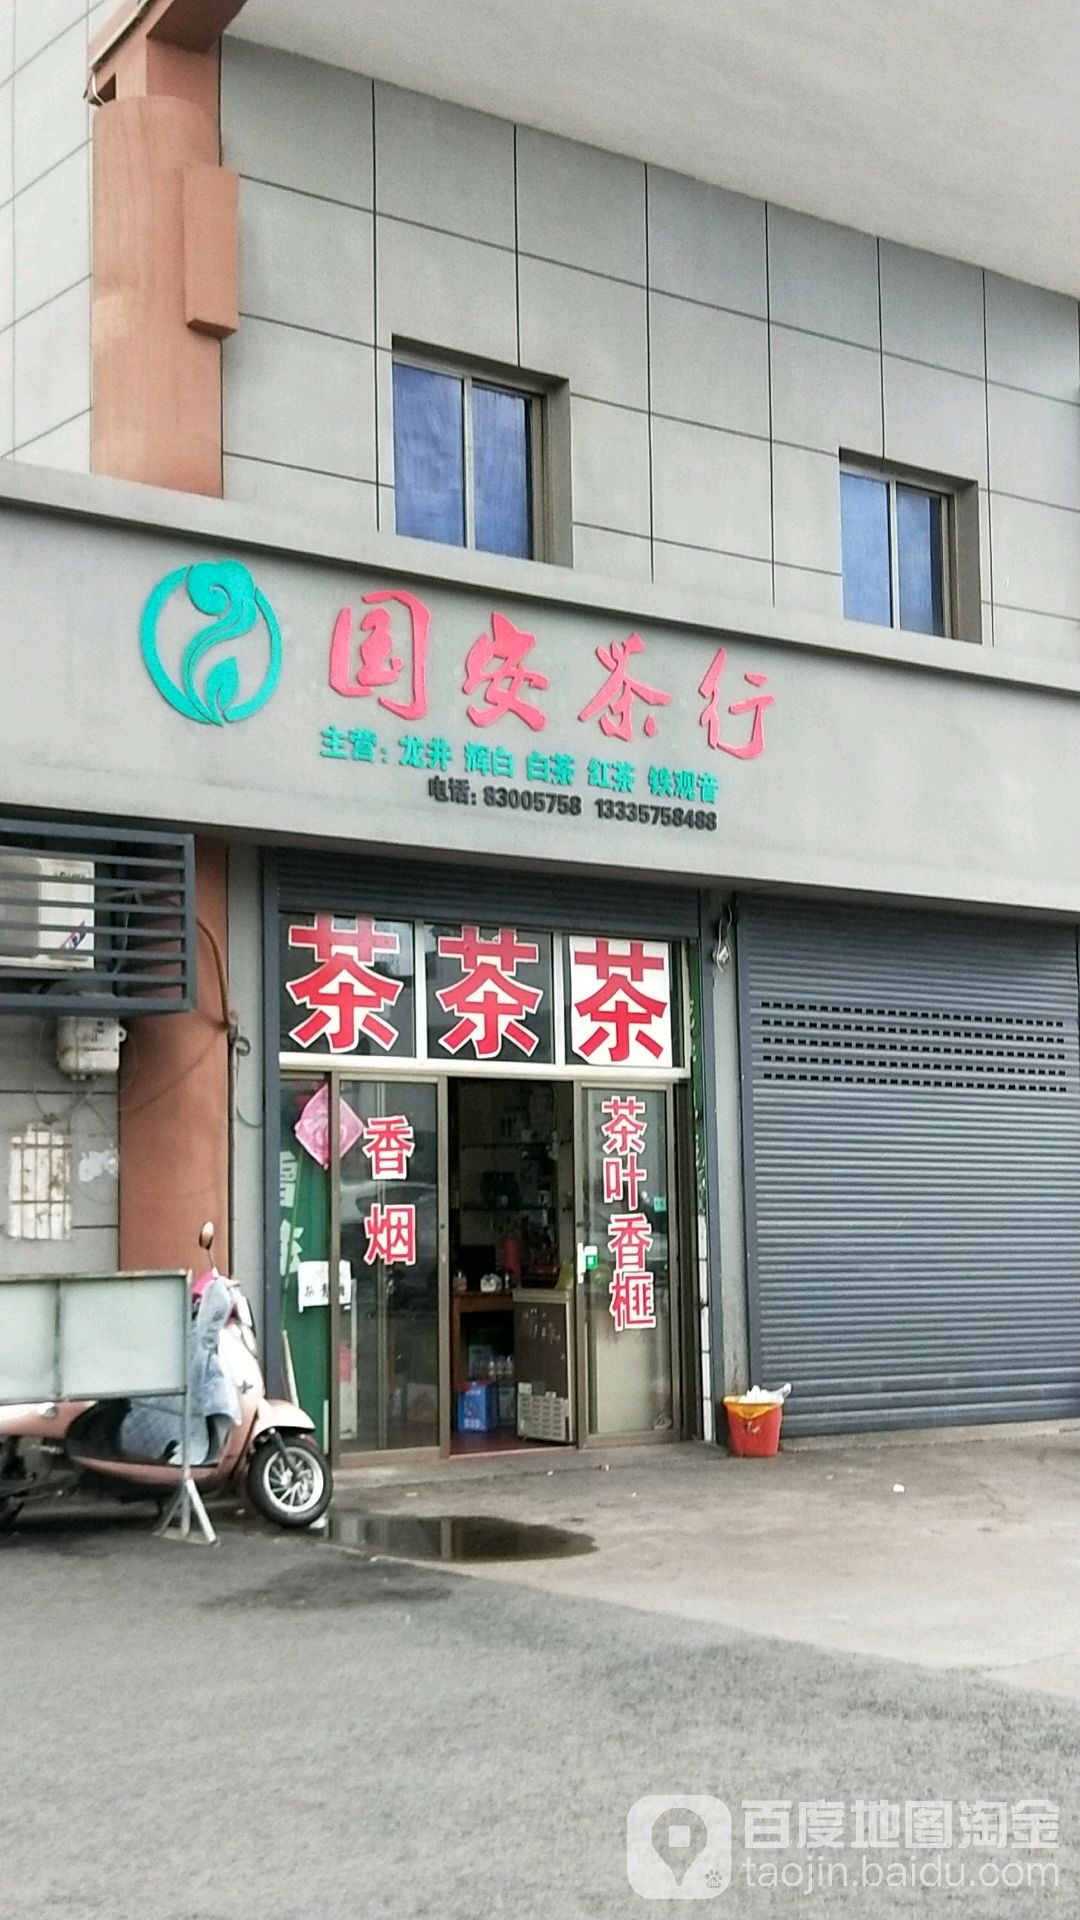 国安茶行
主营：龙井 辉白 白茶 红茶 铁观音
电话：83005758 13335758488
茶茶茶
香烟
茶叶香榧
百度地图淘金
taojin.baidu.com